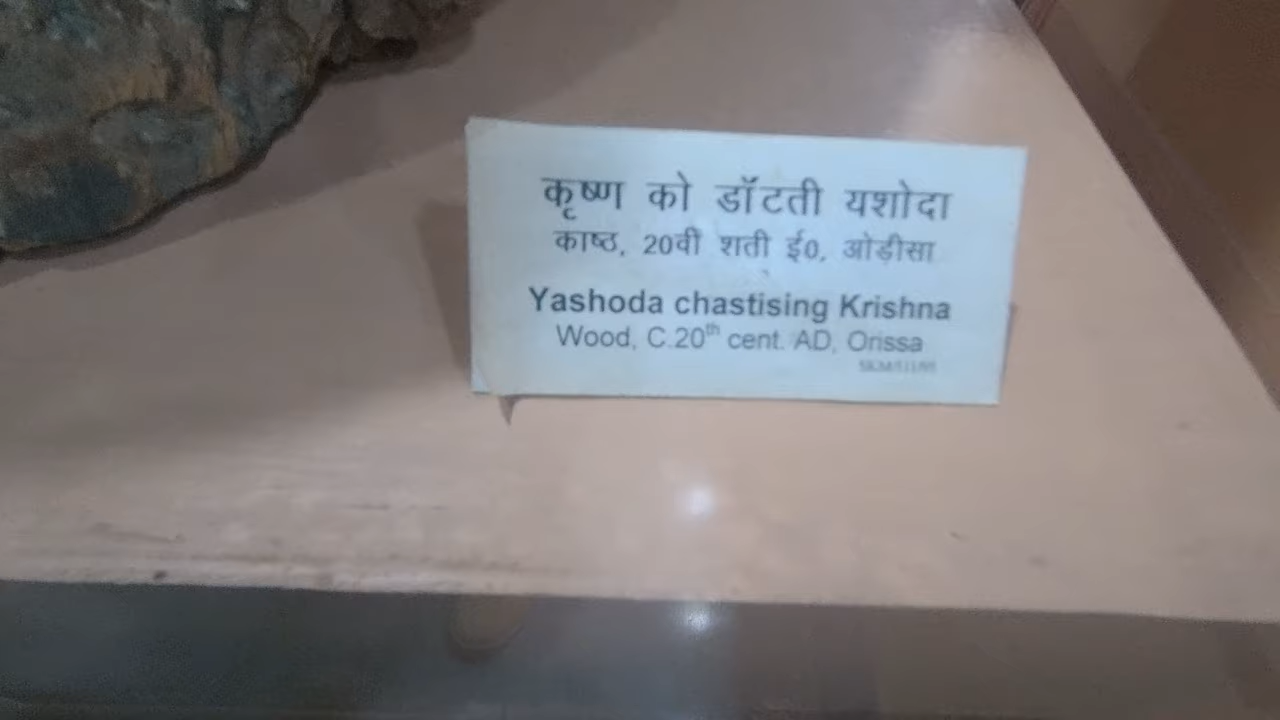 कृष्ण को डाँटती यशोदा
काष्ठ, 20वी शती ई0, ओड़ीसा
Yashoda chastising Krishna
Wood, C.20th cent. AD, Orissa